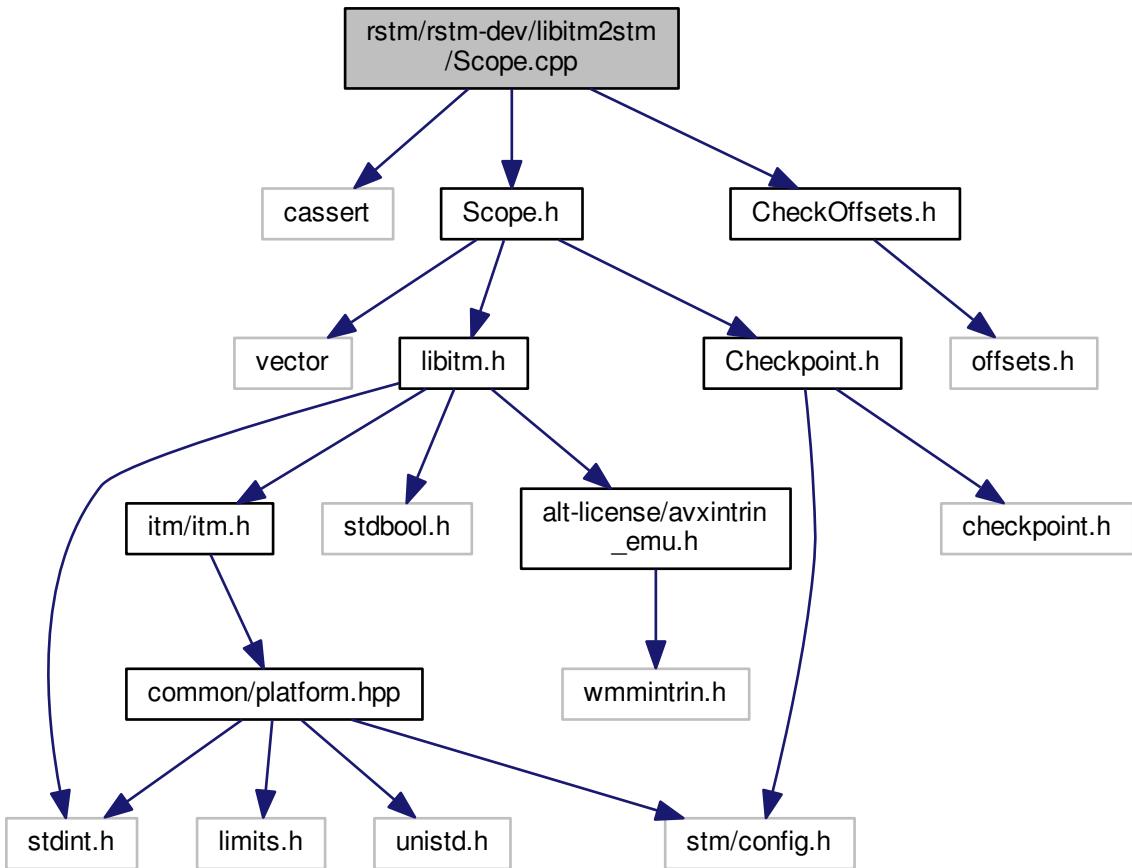 rstm/rstm-dev/libitm2stm
/Scope.cpp
cassert
Scope.h
CheckOffsets.h
vector
libitm.h
Checkpoint.h
offsets.h
itm/itm.h
stdbool.h
alt-license/avxintrin
_emu.h
checkpoint.h
common/platform.hpp
wmmintrin.h
stdint.h
limits.h
unistd.h
stm/config.h